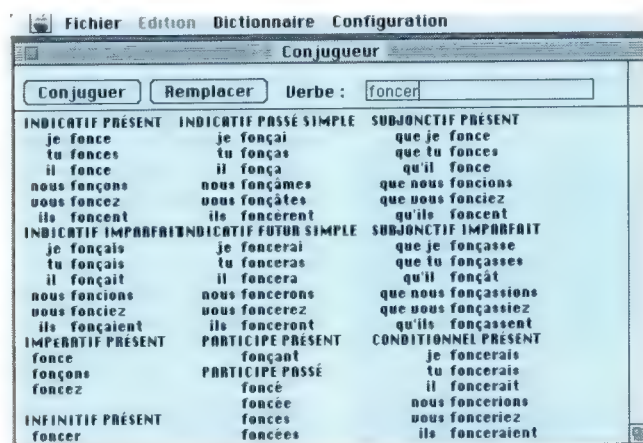 Fichier Edition Dictionnaire Configuration
Conjugueur
Conjuguer Remplacer Verbe : foncer
INDICATIF PRÉSENT INDICATIF PASSÉ SIMPLE SUBJONCTIF PRÉSENT
je fonce je fonçai que je fonce
tu fonces tu fonças que tu fonces
il fonce il fonça qu'il fonce
nous fonçons nous fonçâmes que nous foncions
vous foncez vous fonçâtes que vous fonciez
ils foncent ils foncèrent qu'ils foncent
INDICATIF IMPARFAIT INDICATIF FUTUR SIMPLE SUBJONCTIF IMPARFAIT
je fonçais je foncerai que je fonçasse
tu fonçais tu fonceras que tu fonçasses
il fonçait il foncera qu'il fonçât
nous foncions nous foncerons que nous fonçassions
vous fonciez vous foncerez que vous fonçassiez
ils fonçaient ils fonceront qu'ils fonçassent
IMPERATIF PRÉSENT PARTICIPE PRÉSENT CONDITIONNEL PRÉSENT
fonce fonçant je foncerais
fonçons PARTICIPE PASSÉ tu foncerais
foncez foncé il foncerait
foncée nous foncerions
INFINITIF PRÉSENT fonces vous fonceriez
foncer foncées ils fonceraient